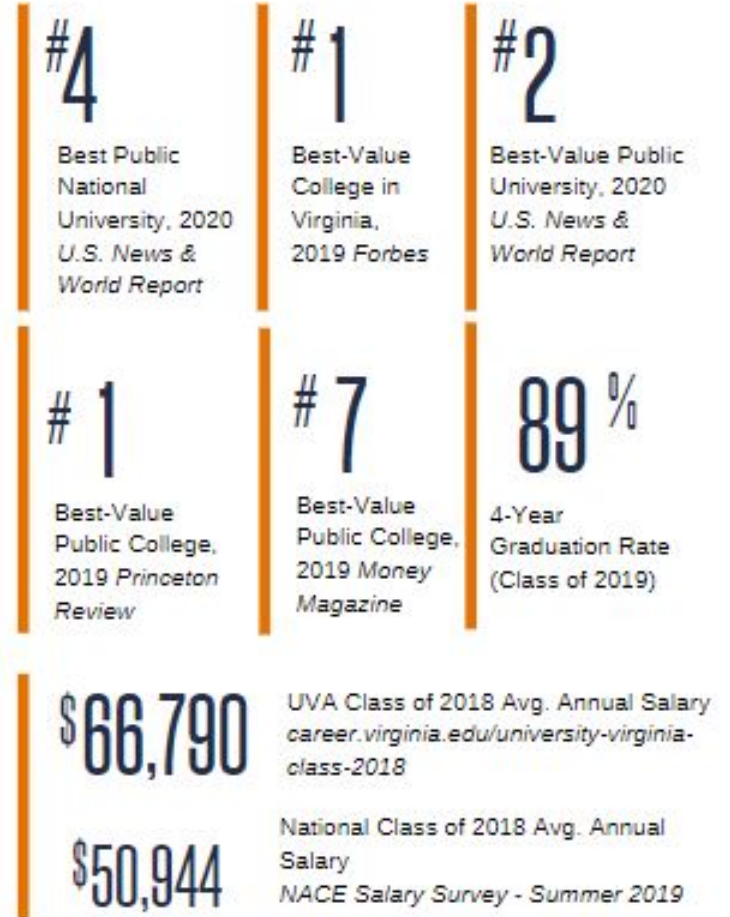 #4
Best Public
National
University, 2020
U.S. News &
World Report
#1
Best-Value
College in
Virginia,
2019 Forbes
#2
Best-Value Public
University, 2020
U.S. News &
World Report
# 1
Best-Value
Public College,
2019 Princeton
Review
# 7
Best-Value
Public College,
2019 Money
Magazine
89 %
4-Year
Graduation Rate
(Class of 2019)
$66,790
UVA Class of 2018 Avg. Annual Salary
career.virginia.edu/university-virginia-
class-2018
$50,944
National Class of 2018 Avg. Annual
Salary
NACE Salary Survey - Summer 2019